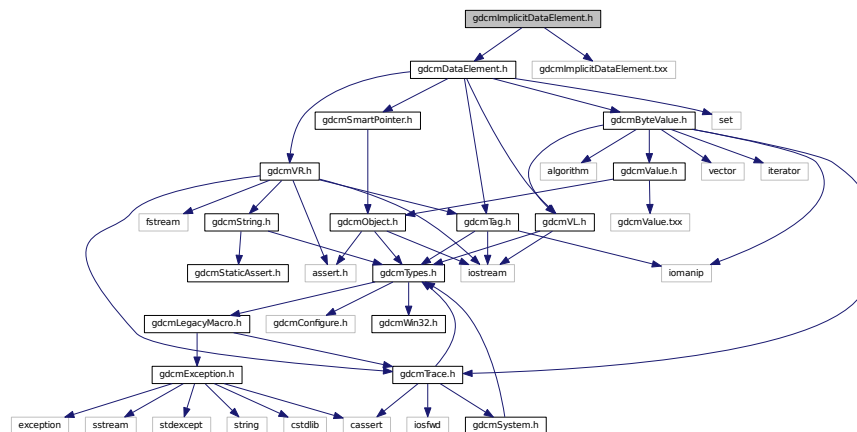 gdcmImplicitDataElement.h
gdcmDataElement.h
gdcmImplicitDataElement.txx
gdcmSmartPointer.h
gdcmByteValue.h
set
gdcmVR.h
algorithm
gdcmValue.h
vector
iterator
fstream
gdcmString.h
gdcmObject.h
gdcmTag.h
gdcmVL.h
gdcmValue.txx
gdcmStaticAssert.h
assert.h
gdcmTypes.h
iostream
iomanip
gdcmLegacyMacro.h
gdcmConfigure.h
gdcmWin32.h
gdcmException.h
gdcmTrace.h
exception
sstream
stdexcept
string
cstdlib
cassert
iosfwd
gdcmSystem.h